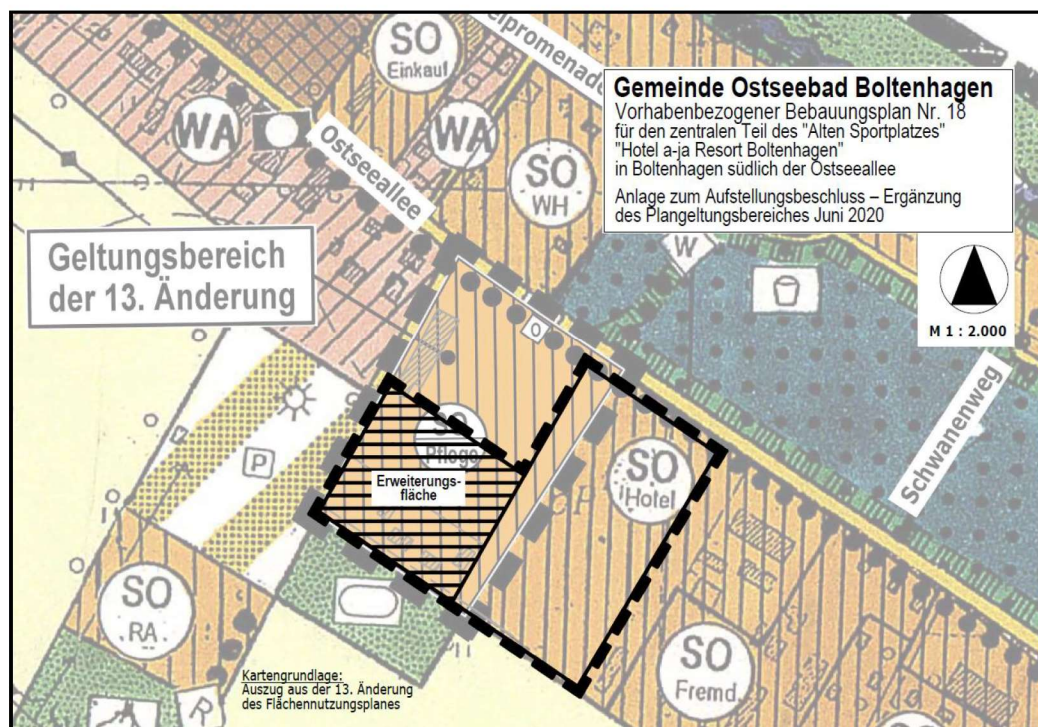 SO
Einkauf
elpromenade
WA
WA
Ostseeallee
SO
WH
Gemeinde Ostseebad Boltenhagen
Vorhabenbezogener Bebauungsplan Nr. 18
für den zentralen Teil des "Alten Sportplatzes"
"Hotel a-ja Resort Boltenhagen"
in Boltenhagen südlich der Ostseeallee
Anlage zum Aufstellungsbeschluss – Ergänzung
des Plangeltungsbereiches Juni 2020
Geltungsbereich
der 13. Änderung
W
M 1 : 2.000
O
Schwanenweg
SO
Pflege
Erweiterungs-
fläche
SO
Hotel
P
P
SO
RA
SO
Fremd.
R
Kartengrundlage:
Auszug aus der 13. Änderung
des Flächennutzungsplanes